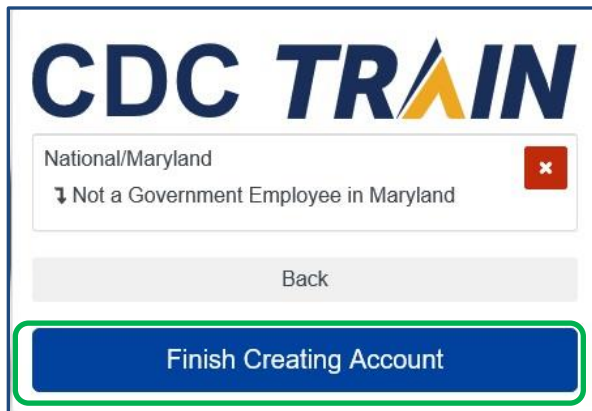 CDC TRAIN
National/Maryland
↴ Not a Government Employee in Maryland
Back
Finish Creating Account